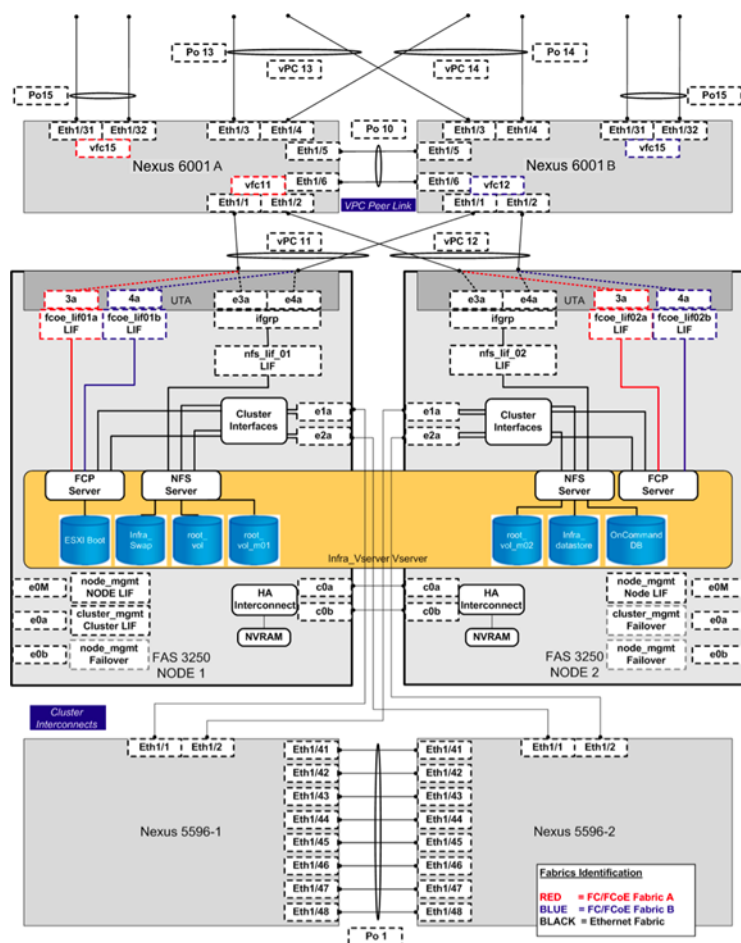 Po 13
Po 14
vPC 13
vPC 14
Po15
Po15
Eth1/31
Eth1/32
Eth1/3
Eth1/4
Po 10
Eth1/3
Eth1/4
Eth1/31
Eth1/32
vfc15
Eth1/5
Eth1/5
vfc15
Nexus 6001 A
Nexus 6001 B
vfc11
Eth1/6
Eth1/6
vfc12
Eth1/1
Eth1/2
VPC Peer Link
Eth1/1
Eth1/2
vPC 11
vPC 12
3a
4a
UTA
e3a
e4a
e3a
e4a
UTA
3a
4a
fcoe_lif01a
LIF
fcoe_lif01b
LIF
ifgrp
ifgrp
fcoe_lif02a
LIF
fcoe_lif02b
LIF
nfs_lif_01
LIF
nfs_lif_02
LIF
Cluster
Interfaces
e1a
e2a
e1a
e2a
Cluster
Interfaces
FCP
Server
NFS
Server
NFS
Server
FCP
Server
ESXI Boot
Infra_
Swap
root_
vol
root_
vol_m01
root_
vol_m02
Infra_
datastore
OnCommand
DB
Infra_Vserver Vserver
e0M
node_mgmt
NODE LIF
HA
Interconnect
c0a
c0b
c0a
c0b
HA
Interconnect
node_mgmt
Node LIF
e0M
e0a
cluster_mgmt
Cluster LIF
cluster_mgmt
Failover
e0a
NVRAM
NVRAM
e0b
node_mgmt
Failover
node_mgmt
Failover
e0b
FAS 3250
NODE 1
FAS 3250
NODE 2
Cluster
Interconnects
Eth1/1
Eth1/2
Eth1/41
Eth1/41
Eth1/1
Eth1/2
Eth1/42
Eth1/42
Eth1/43
Eth1/43
Eth1/44
Eth1/44
Nexus 5596-1
Nexus 5596-2
Eth1/45
Eth1/45
Eth1/46
Eth1/46
Eth1/47
Eth1/47
Eth1/48
Eth1/48
Po 1
Fabrics Identification
RED = FC/FCoE Fabric A
BLUE = FC/FCoE Fabric B
BLACK = Ethernet Fabric